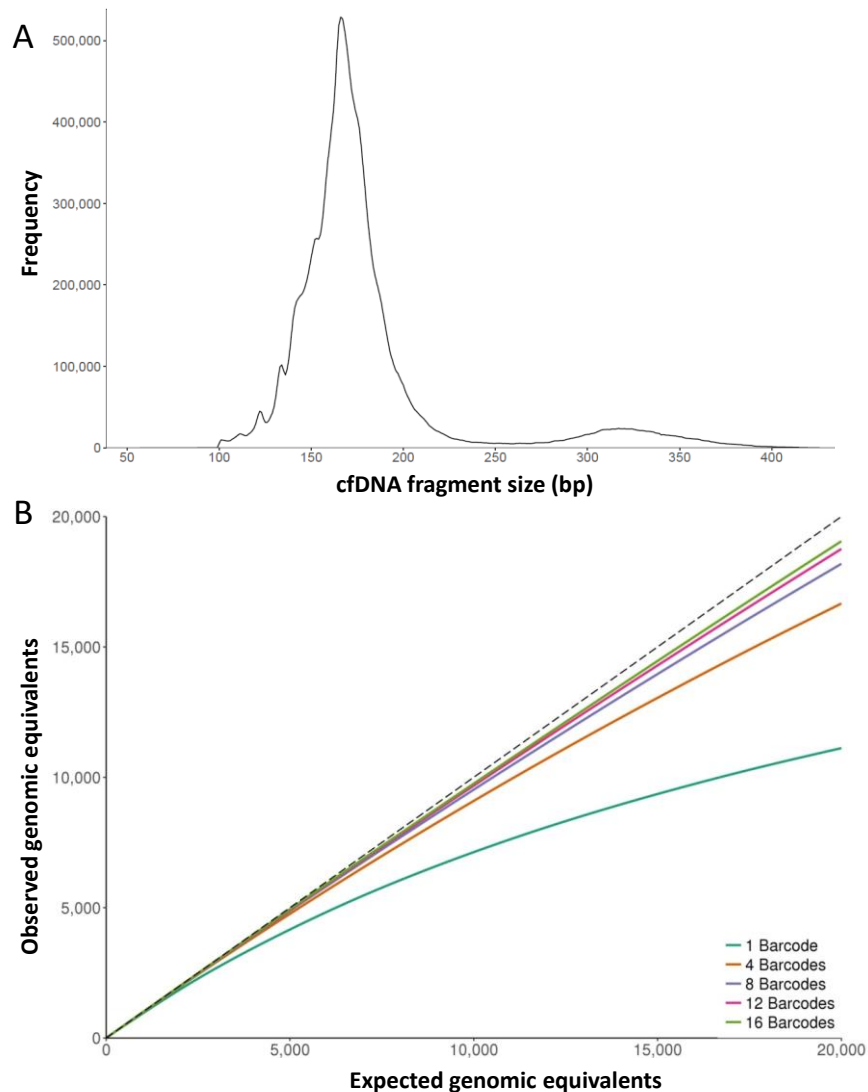 A
500,000
400,000
300,000
200,000
100,000
0
Frequency
50 100 150 200 250 300 350 400
cfDNA fragment size (bp)
B
20,000
15,000
10,000
5,000
0
Observed genomic equivalents
1 Barcode
4 Barcodes
8 Barcodes
12 Barcodes
16 Barcodes
0 5,000 10,000 15,000 20,000
Expected genomic equivalents